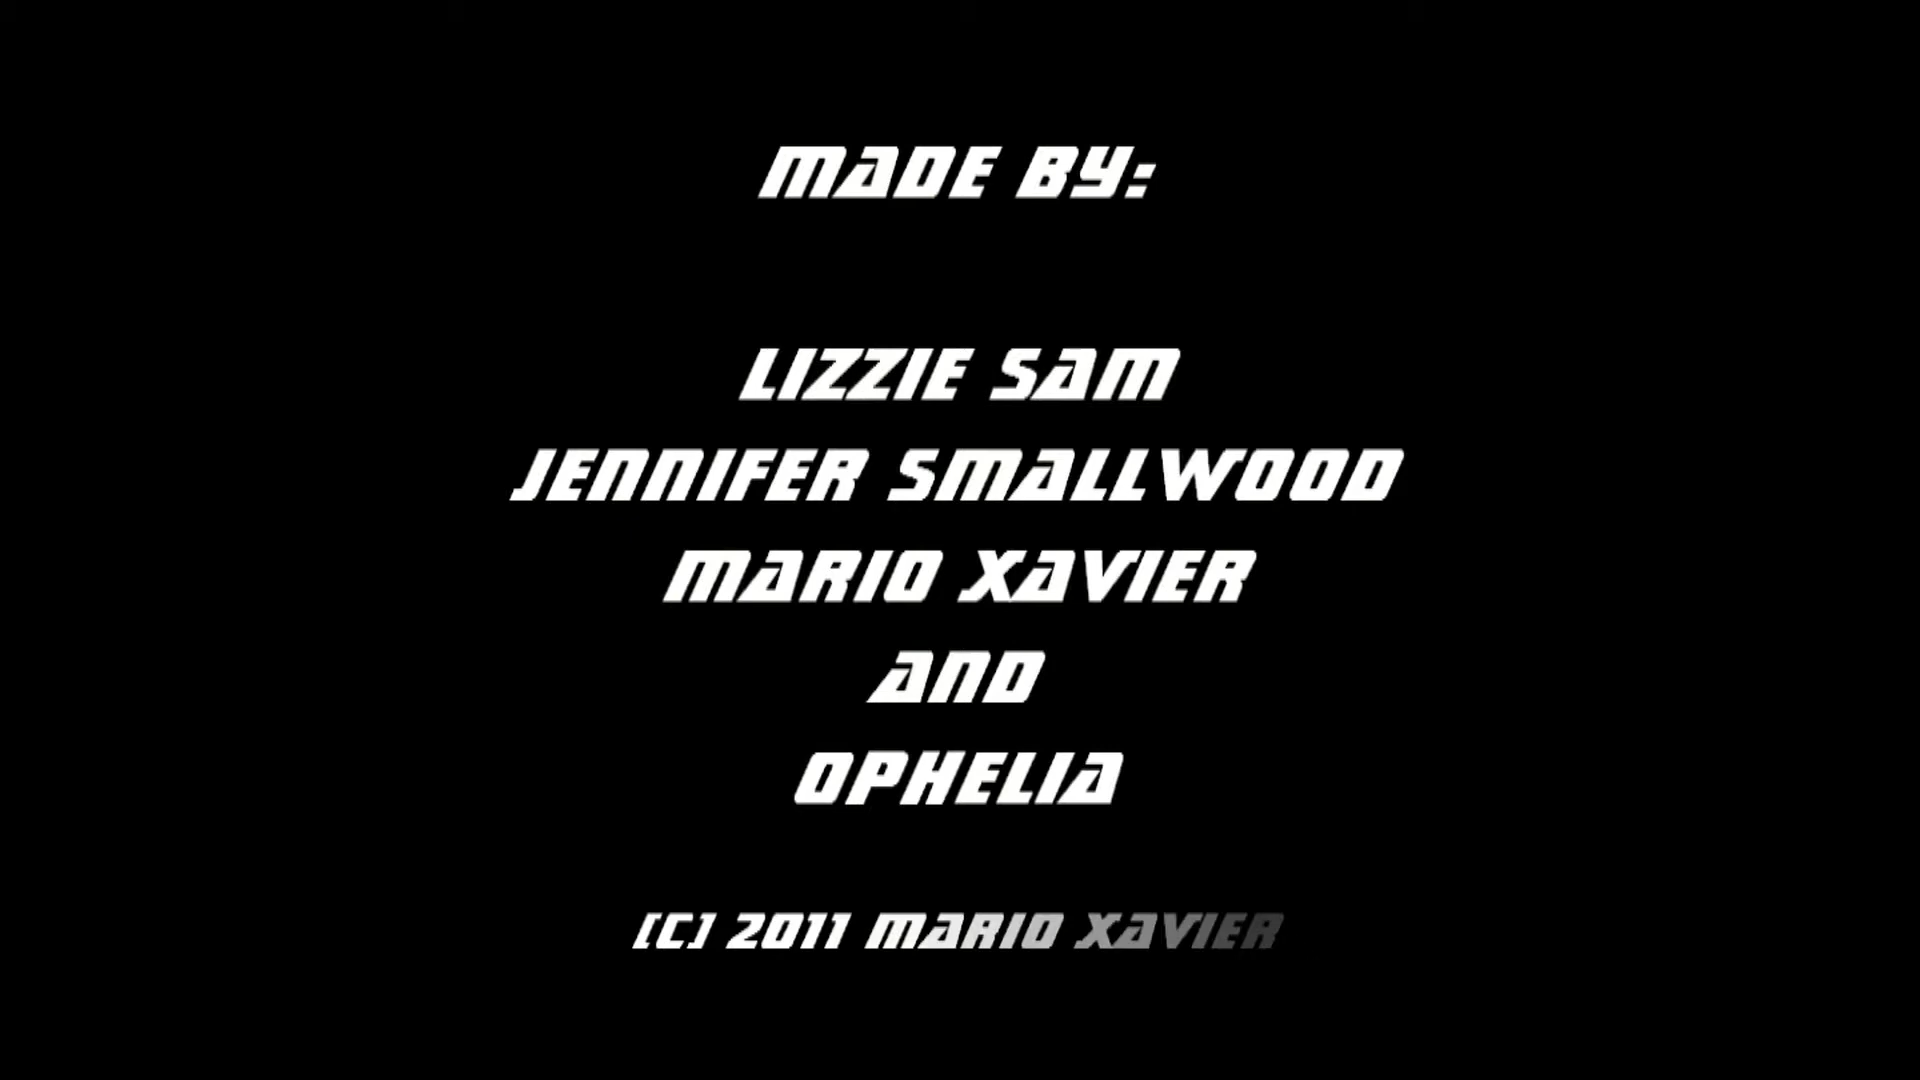 MADE BY:
LIZZIE SAM
JENNIFER SMALLWOOD
MARIO XAVIER
AND
OPHELIA
[C] 2011 MARIO XAVIER